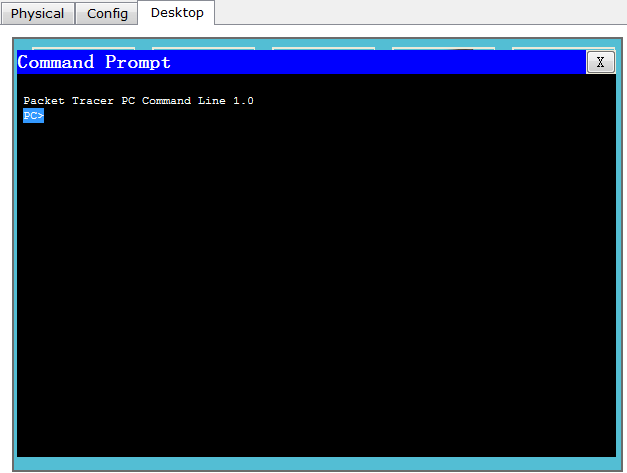 Physical Config Desktop
Command Prompt X
Packet Tracer PC Command Line 1.0
PC>